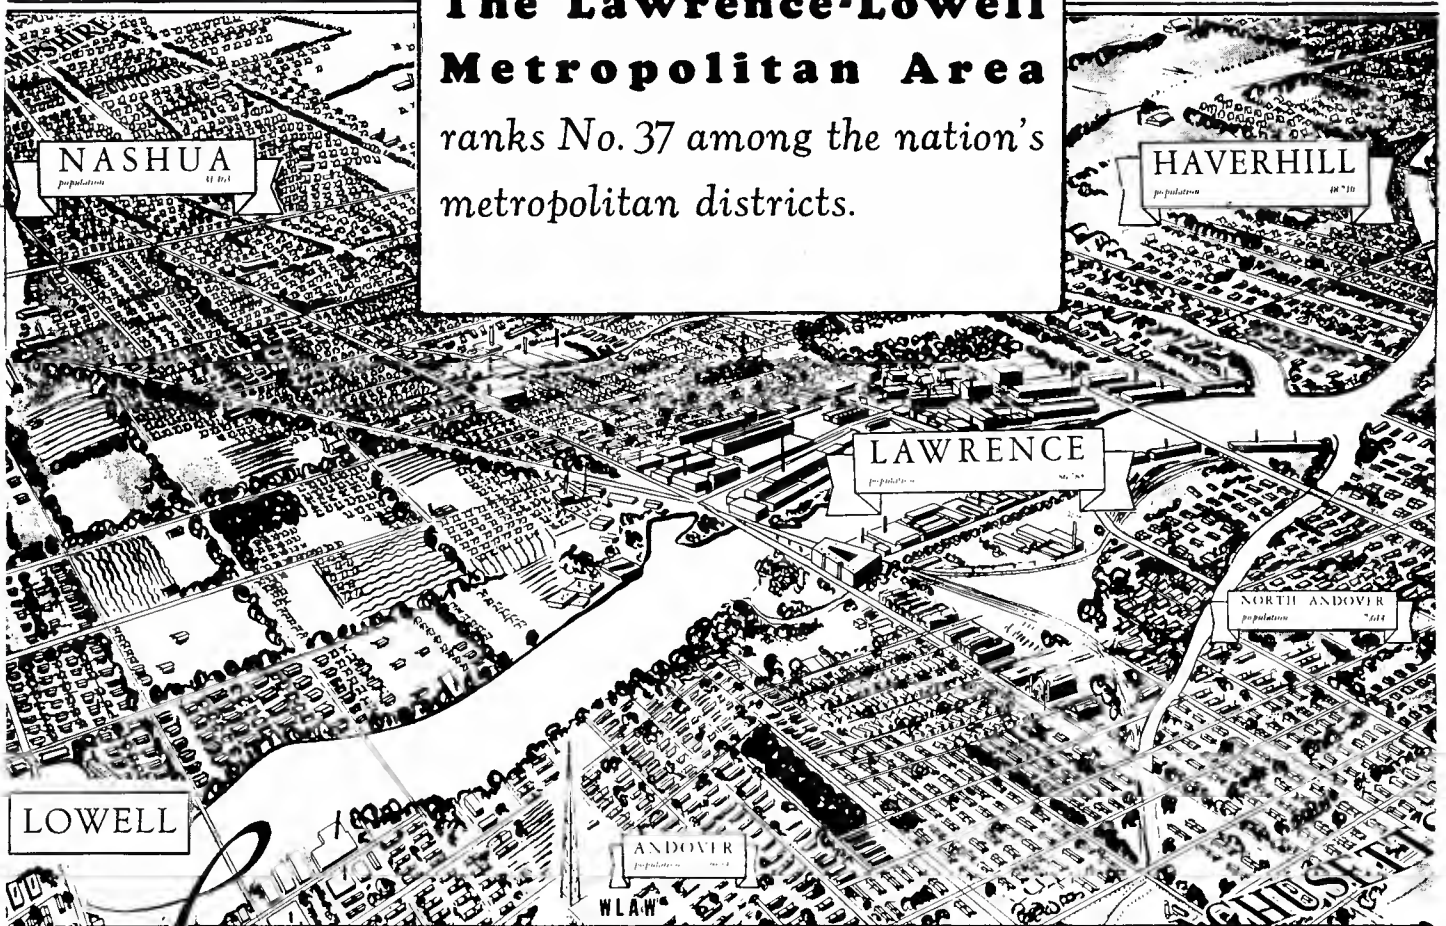 The Lawrence-Lowell
Metropolitan Area
ranks No. 37 among the nation's
metropolitan districts.
NASHUA
population
HAVERHILL
population
LAWRENCE
population
NORTH ANDOVER
population
LOWELL
ANDOVER
population
WLAW